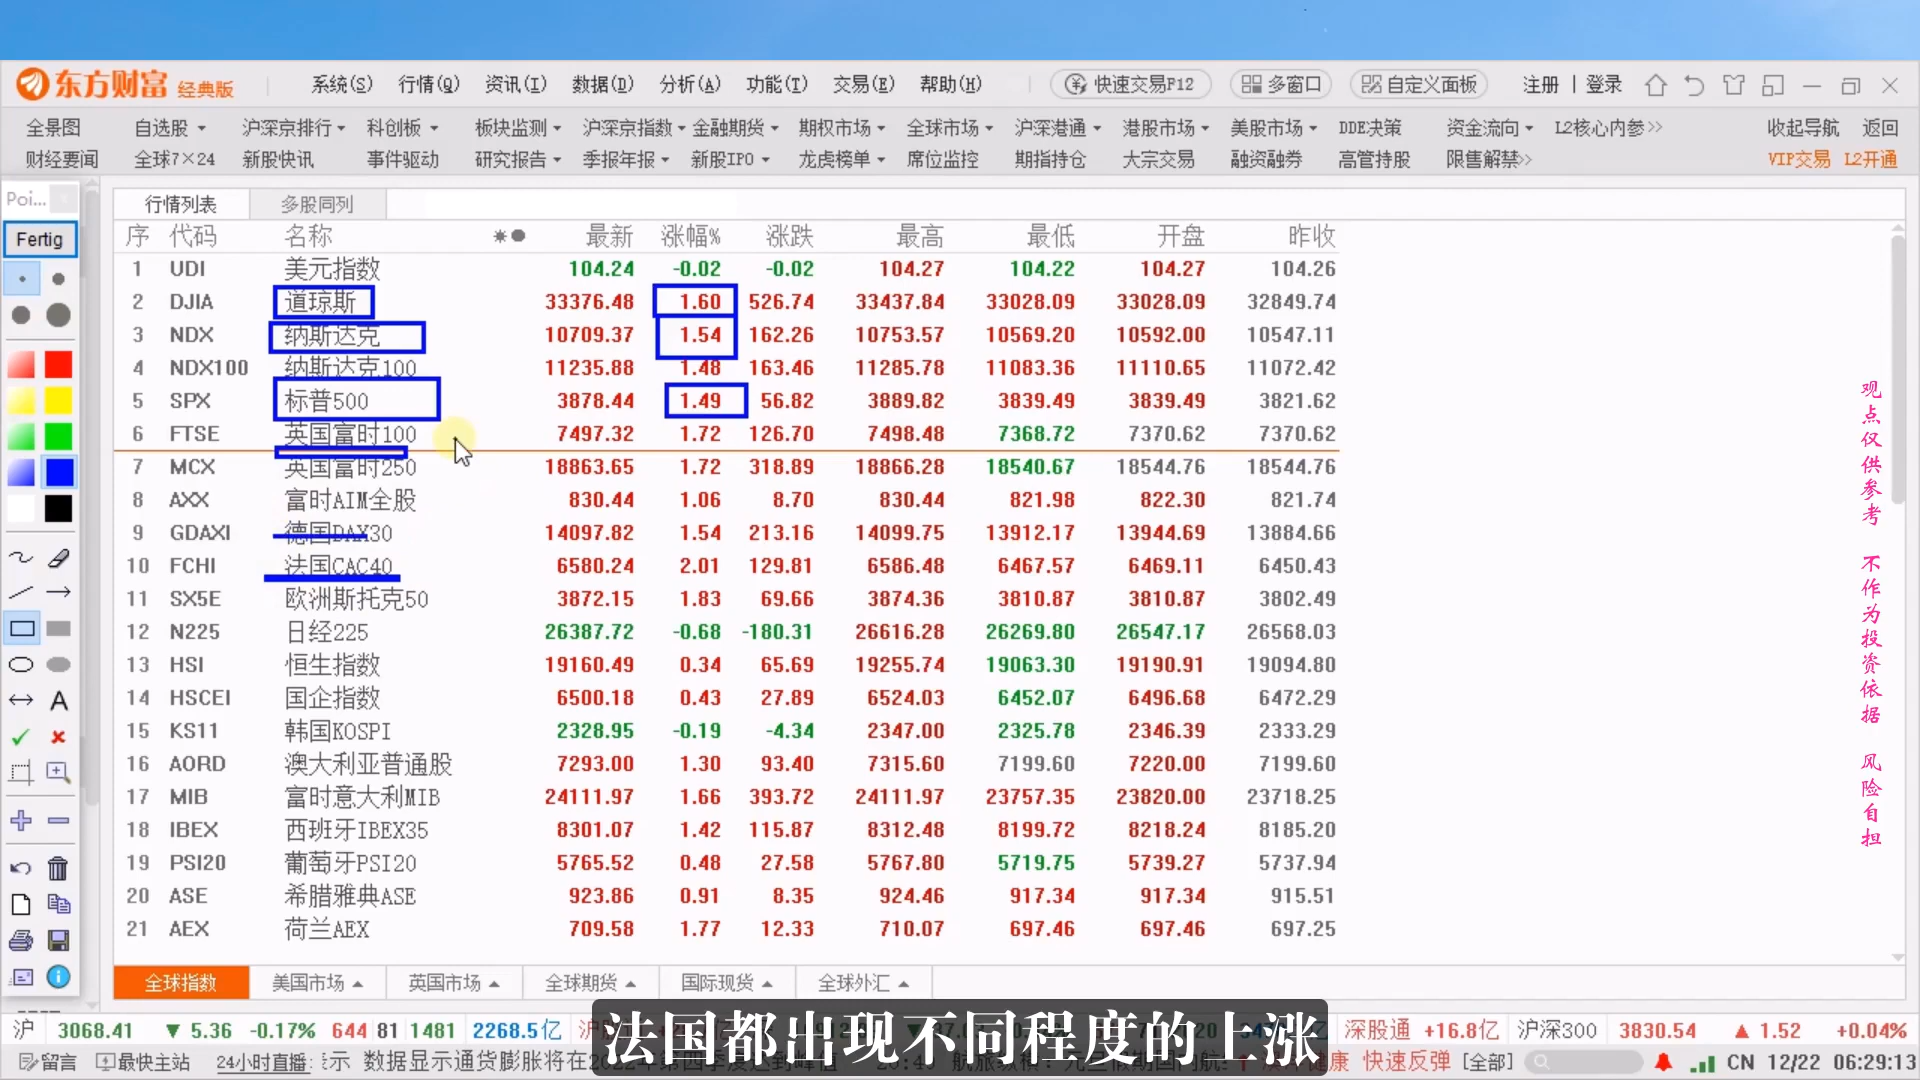 东方财富 经典版 系统(S) 行情(Q) 资讯(I) 数据(D) 分析(A) 功能(T) 交易(E) 帮助(H) 快速交易F12 多窗口 自定义面板 注册 | 登录
全景图 自选股 沪深京排行 科创板 板块监测 沪深京指数 金融期货 期权市场 全球市场 沪深港通 港股市场 美股市场 DDE决策 资金流向 L2核心内参>> 收起导航 返回
财经要闻 全球7×24 新股快讯 事件驱动 研究报告 季报年报 新股IPO 龙虎榜单 席位监控 期指持仓 大宗交易 融资融券 高管持股 限售解禁>> VIP交易 L2开通
Poi...
Fertig
行情列表 多股同列
序 代码 名称 最新 涨幅% 涨跌 最高 最低 开盘 昨收
1 UDI 美元指数 104.24 -0.02 -0.02 104.27 104.22 104.27 104.26
2 DJIA 道琼斯 33376.48 1.60 526.74 33437.84 33028.09 33028.09 32849.74
3 NDX 纳斯达克 10709.37 1.54 162.26 10753.57 10569.20 10592.00 10547.11
4 NDX100 纳斯达克100 11235.88 1.48 163.46 11285.78 11083.36 11110.65 11072.42
5 SPX 标普500 3878.44 1.49 56.82 3889.82 3839.49 3839.49 3821.62
6 FTSE 英国富时100 7497.32 1.72 126.70 7498.48 7368.72 7370.62 7370.62
7 MCX 英国富时250 18863.65 1.72 318.89 18866.28 18540.67 18544.76 18544.76
8 AXX 富时AIM全股 830.44 1.06 8.70 830.44 821.98 822.30 821.74
9 GDAXI 德国DAX30 14097.82 1.54 213.16 14099.75 13912.17 13944.69 13884.66
10 FCHI 法国CAC40 6580.24 2.01 129.81 6586.48 6467.57 6469.11 6450.43
11 SX5E 欧洲斯托克50 3872.15 1.83 69.66 3874.36 3810.87 3810.87 3802.49
12 N225 日经225 26387.72 -0.68 -180.31 26616.28 26269.80 26547.17 26568.03
13 HSI 恒生指数 19160.49 0.34 65.69 19255.74 19063.30 19190.91 19094.80
14 HSCEI 国企指数 6500.18 0.43 27.89 6524.03 6452.07 6496.68 6472.29
15 KS11 韩国KOSPI 2328.95 -0.19 -4.34 2347.00 2325.78 2346.39 2333.29
16 AORD 澳大利亚普通股 7293.00 1.30 93.40 7315.60 7199.60 7220.00 7199.60
17 MIB 富时意大利MIB 24111.97 1.66 393.72 24111.97 23757.35 23820.00 23718.25
18 IBEX 西班牙IBEX35 8301.07 1.42 115.87 8312.48 8199.72 8218.24 8185.20
19 PSI20 葡萄牙PSI20 5765.52 0.48 27.58 5767.80 5719.75 5739.27 5737.94
20 ASE 希腊雅典ASE 923.86 0.91 8.35 924.46 917.34 917.34 915.51
21 AEX 荷兰AEX 709.58 1.77 12.33 710.07 697.46 697.46 697.25
观点仅供参考 不作为投资依据 风险自担
全球指数 美国市场 英国市场 全球期货 国际现货 全球外汇
沪 3068.41 ▼ 5.36 -0.17% 644 81 1481 2268.5亿 深股通 +16.8亿 沪深300 3830.54 ▲ 1.52 +0.04%
法国都出现不同程度的上涨
留言 最快主站 24小时直播: 示 数据显示通货膨胀将在 健康 快速反弹 [全部] CN 12/22 06:29:13